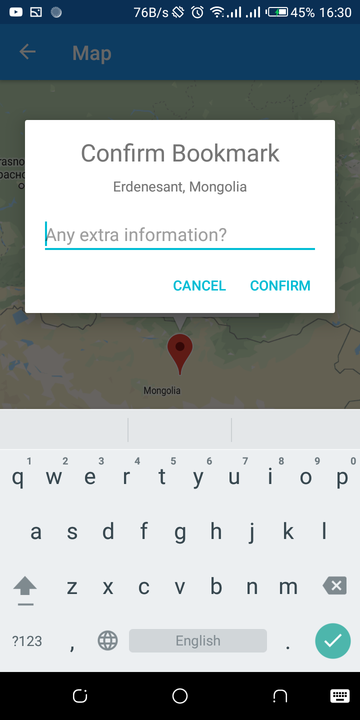 76B/s 45% 16:30
Map
rasno
Confirm Bookmark
Erdenesant, Mongolia
Any extra information?
CANCEL CONFIRM
Mongolia
1 2 3 4 5 6 7 8 9 0
q w e r t y u i o p
a s d f g h j k l
z x c v b n m
?123 , English .